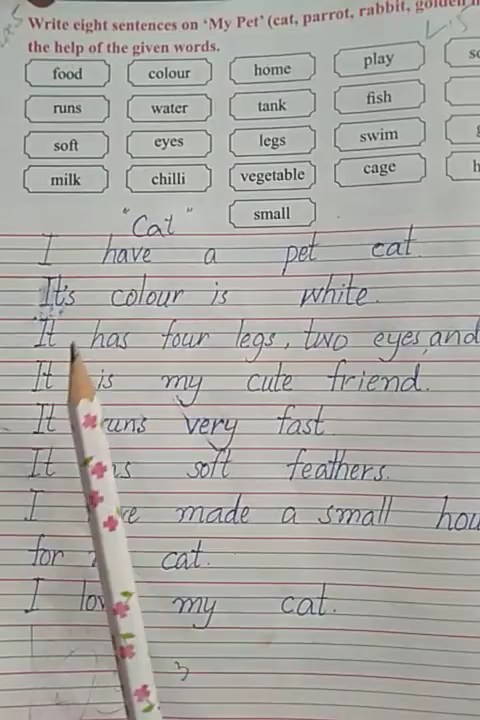 Write eight sentences on ‘My Pet’ (cat, parrot, rabbit, golden
the help of the given words.
food colour home play
runs water tank fish
soft eyes legs swim
milk chilli vegetable cage
small
"Cat"
I have a pet cat.
It's colour is white.
It has four legs, two eyes, and
It is my cute friend.
It runs very fast
It soft feathers.
I made a small
for cat.
I my cat.